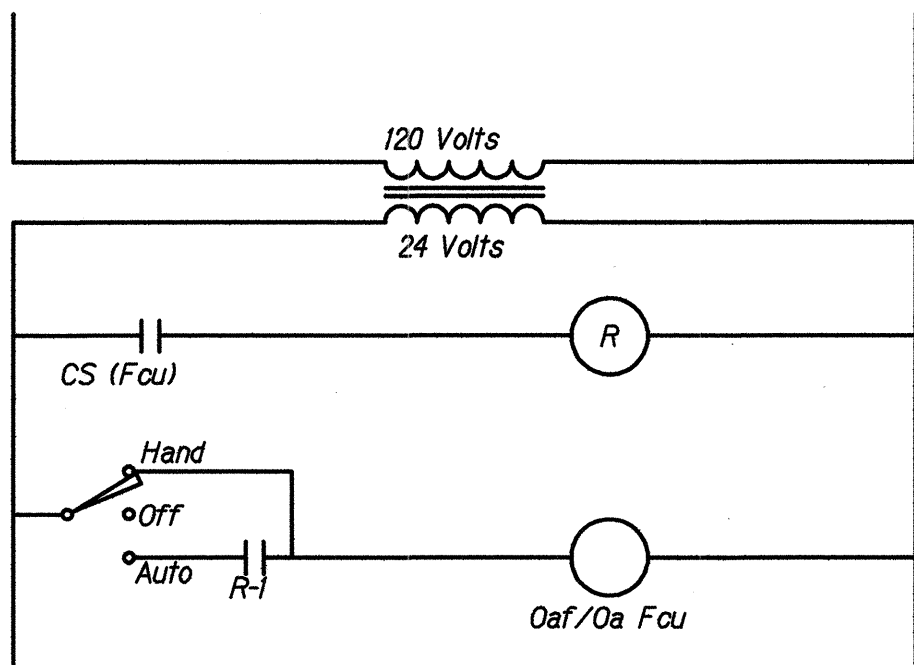 120 Volts
24 Volts
R
CS (Fcu)
Hand
Off
Auto
R-1
Oaf/Oa Fcu